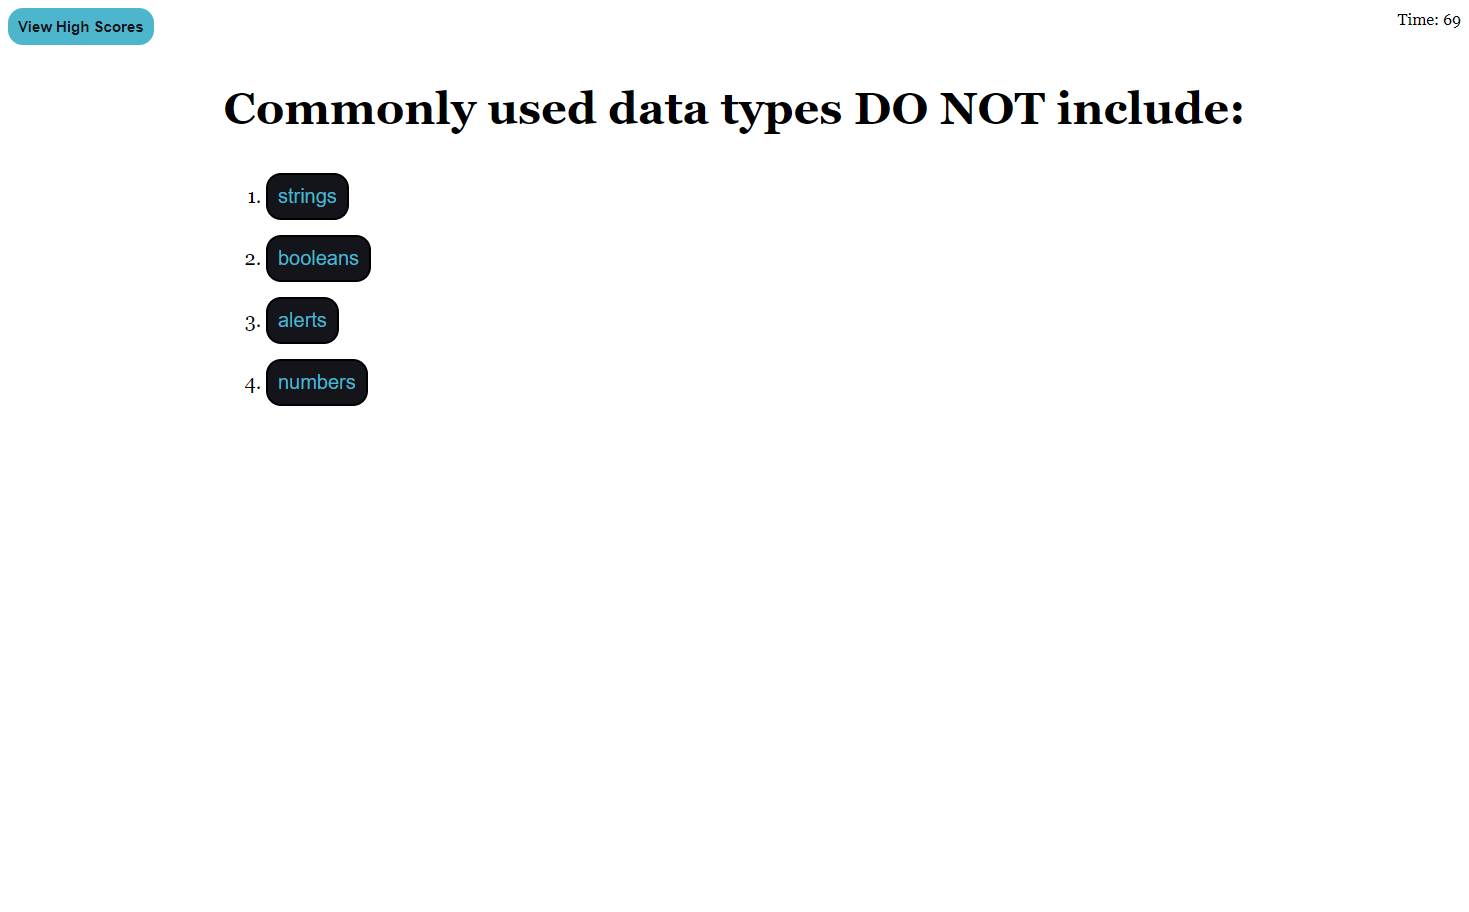 View High Scores
Time: 69
Commonly used data types DO NOT include:
1. strings
2. booleans
3. alerts
4. numbers